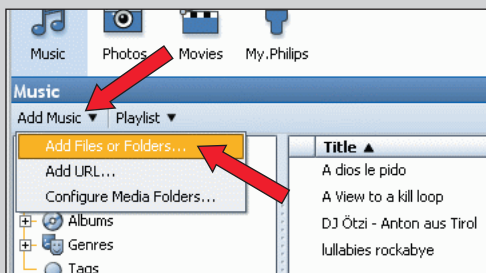 Music Photos Movies My.Philips
Music
Add Music ▼ Playlist ▼
Add Files or Folders...
Add URL...
Configure Media Folders...
Albums
Genres
Tags
Title ▲
A dios le pido
A View to a kill loop
DJ Ötzi - Anton aus Tirol
lullabies rockabye